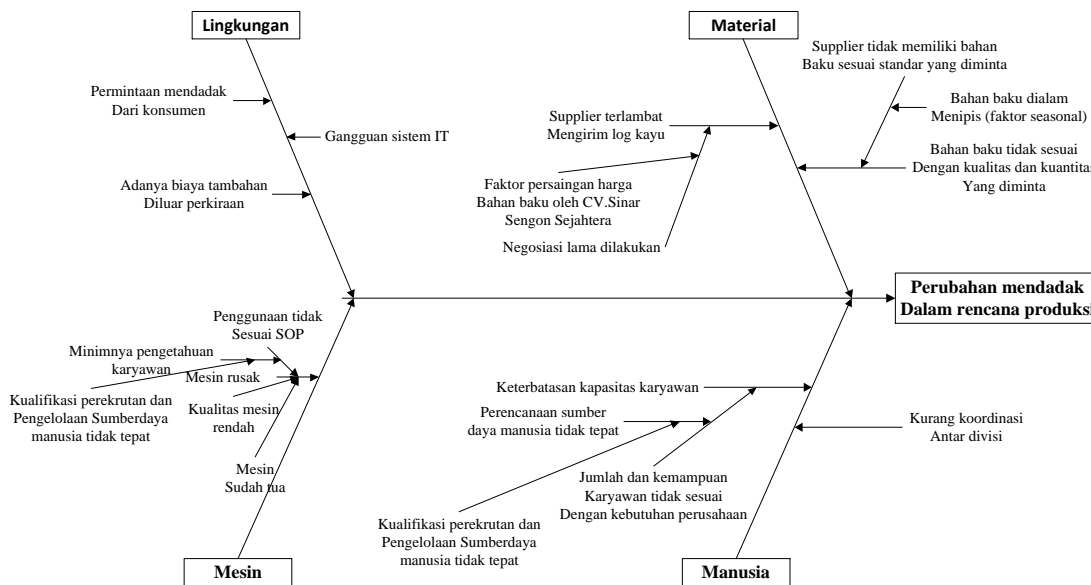 Lingkungan
Material
Supplier tidak memiliki bahan
Baku sesuai standar yang diminta
Permintaan mendadak
Dari konsumen
Bahan baku dialam
Menipis (faktor seasonal)
Supplier terlambat
Mengirim log kayu
Gangguan sistem IT
Bahan baku tidak sesuai
Dengan kualitas dan kuantitas
Yang diminta
Adanya biaya tambahan
Diluar perkiraan
Faktor persaingan harga
Bahan baku oleh CV.Sinar
Sengon Sejahtera
Negosiasi lama dilakukan
Perubahan mendadak
Dalam rencana produksi
Penggunaan tidak
Sesuai SOP
Minimnya pengetahuan
karyawan
Mesin rusak
Kualifikasi perekrutan dan
Pengelolaan Sumberdaya
manusia tidak tepat
Kualitas mesin
rendah
Mesin
Sudah tua
Keterbatasan kapasitas karyawan
Perencanaan sumber
daya manusia tidak tepat
Kurang koordinasi
Antar divisi
Jumlah dan kemampuan
Karyawan tidak sesuai
Dengan kebutuhan perusahaan
Kualifikasi perekrutan dan
Pengelolaan Sumberdaya
manusia tidak tepat
Mesin
Manusia